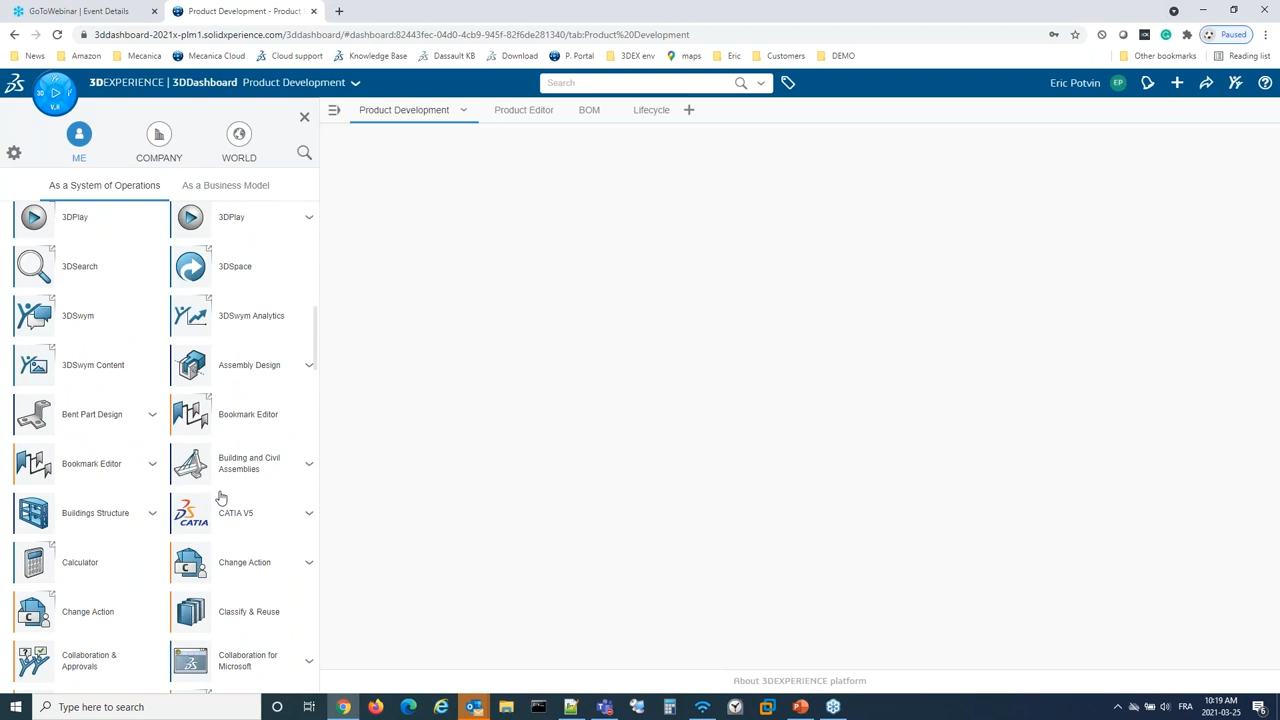 GoToWebinar | Event Details
Product Development - Product
3ddashboard-2021x-plm1.solidxperience.com/3ddashboard/#dashboard:82443fec-04d0-4cb9-945f-82f6de281340/tab:Product%20Development
Paused
News
Amazon
Mecanica
Mecanica Cloud
Cloud support
Knowledge Base
Dassault KB
Download
P. Portal
3DEX env
maps
Eric
Customers
DEMO
Other bookmarks
Reading list
3DEXPERIENCE | 3DDashboard Product Development
Search
Eric Potvin
EP
3D
V.R
ME
COMPANY
WORLD
As a System of Operations
As a Business Model
Product Development
Product Editor
BOM
Lifecycle
3DPlay
3DPlay
3DSearch
3DSpace
3DSwym
3DSwym Analytics
3DSwym Content
Assembly Design
Bent Part Design
Bookmark Editor
Bookmark Editor
Building and Civil
Assemblies
Buildings Structure
CATIA
CATIA V5
Calculator
C
Change Action
C
Change Action
Classify & Reuse
Collaboration &
Approvals
Collaboration for
Microsoft
About 3DEXPERIENCE platform
Type here to search
FRA
10:19 AM
2021-03-25